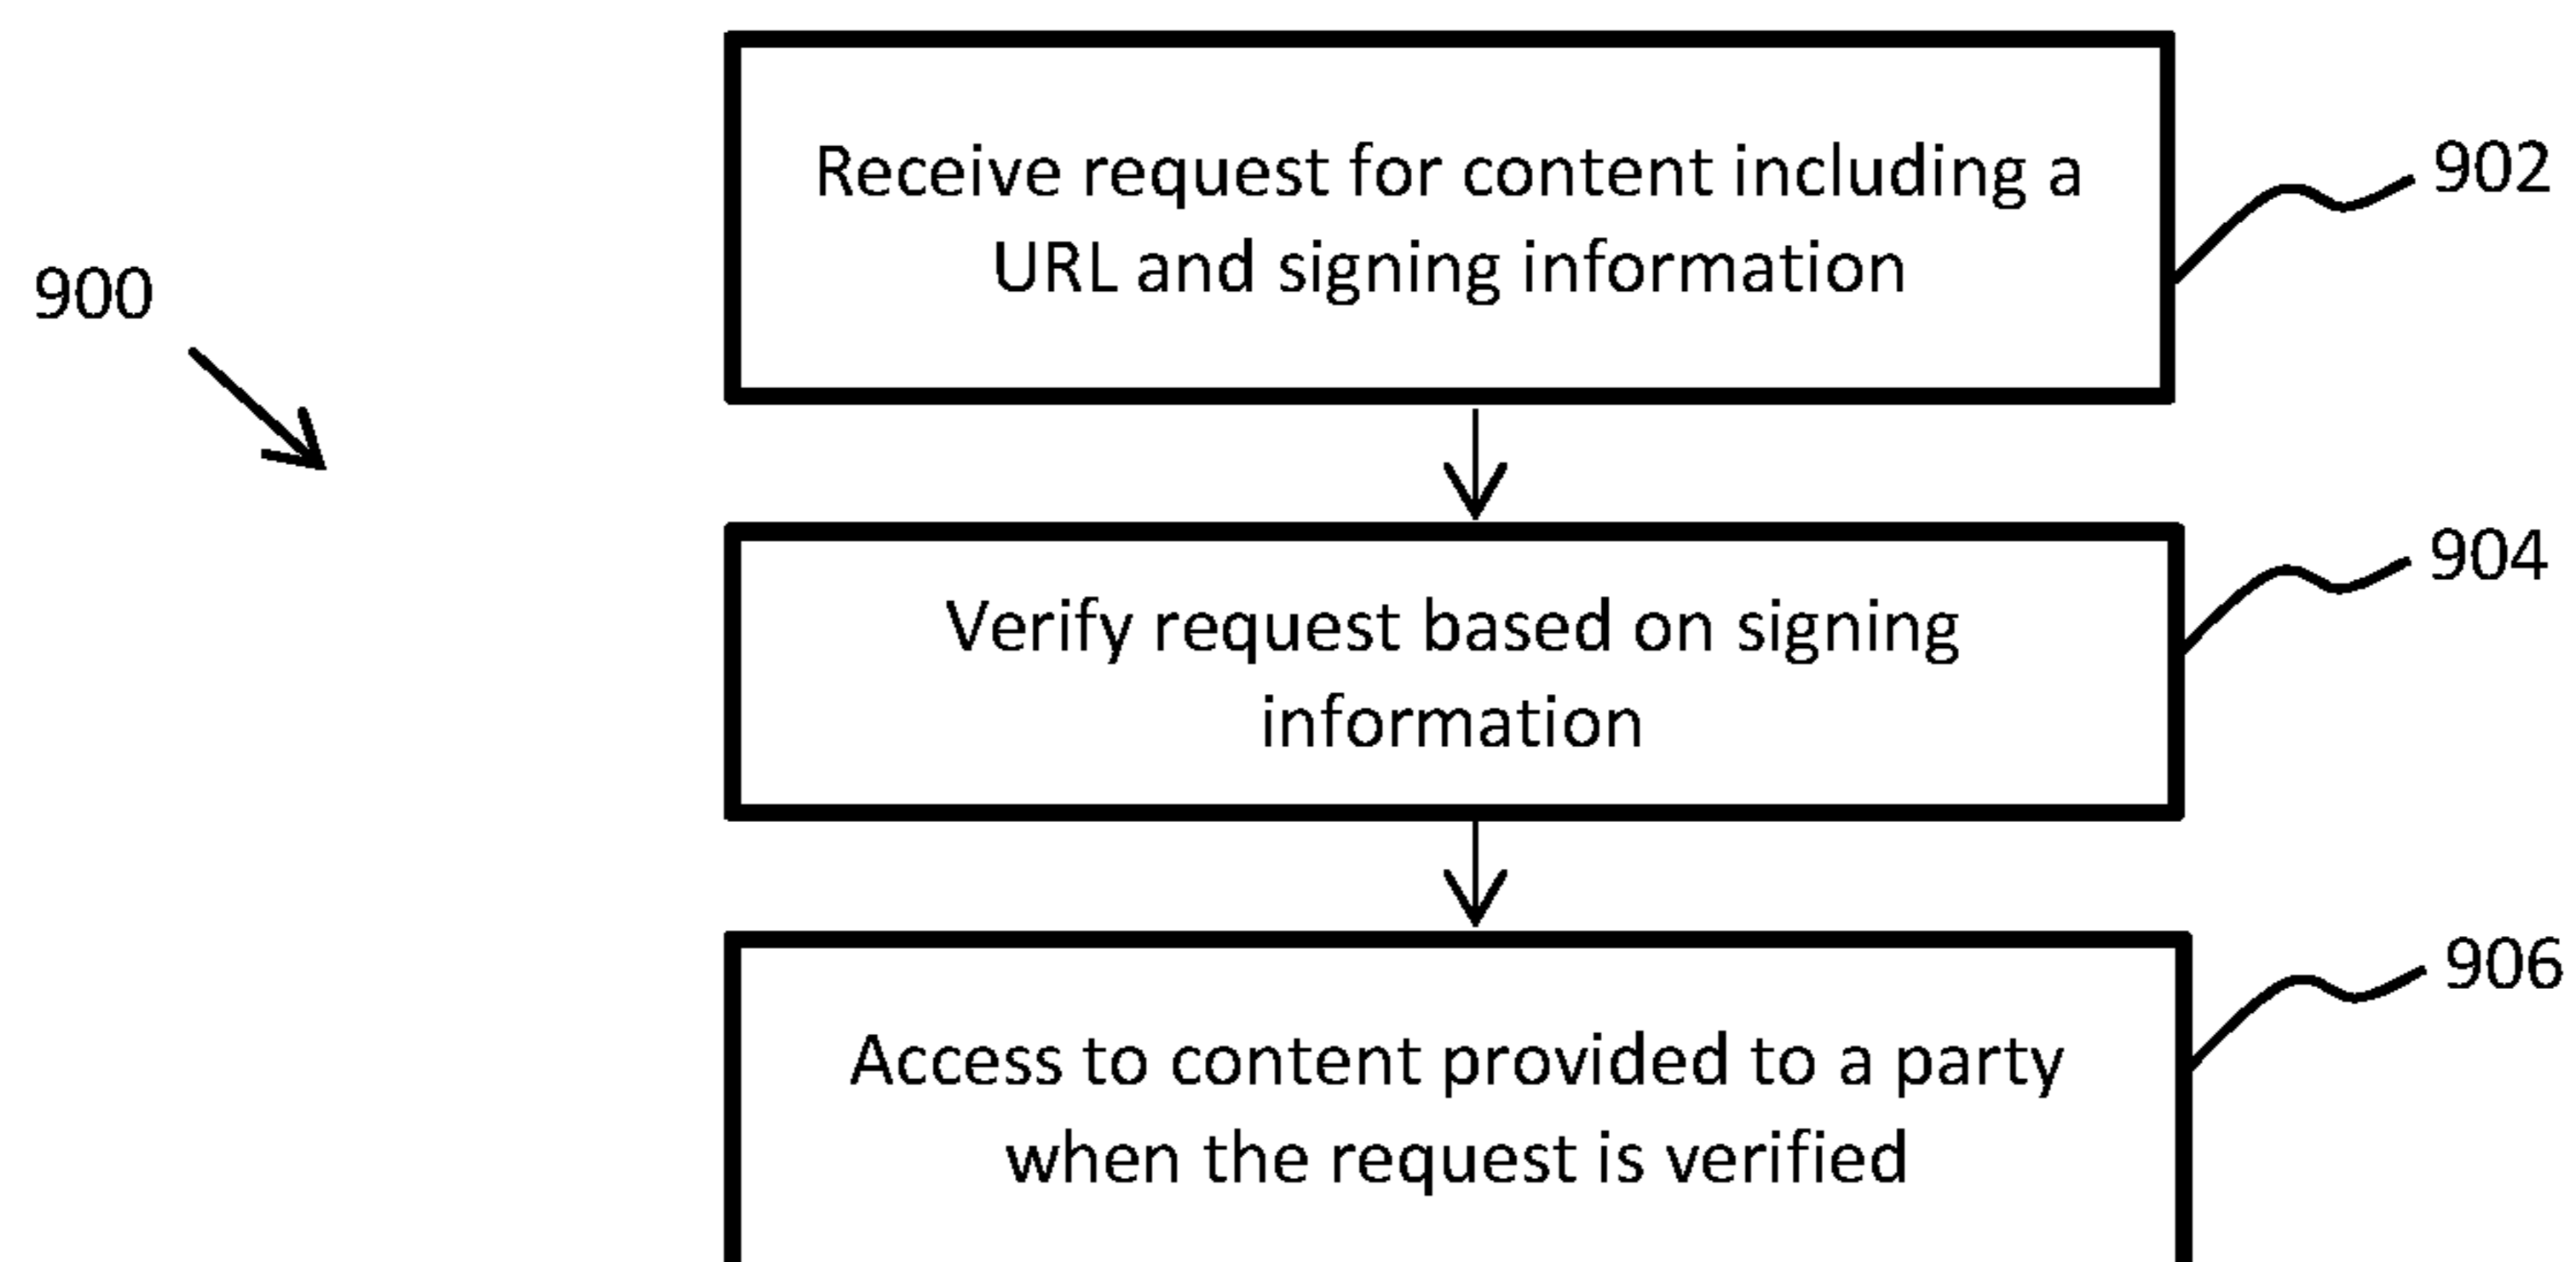 Receive request for content including a
URL and signing information
902
900
Verify request based on signing
information
904
Access to content provided to a party
when the request is verified
906